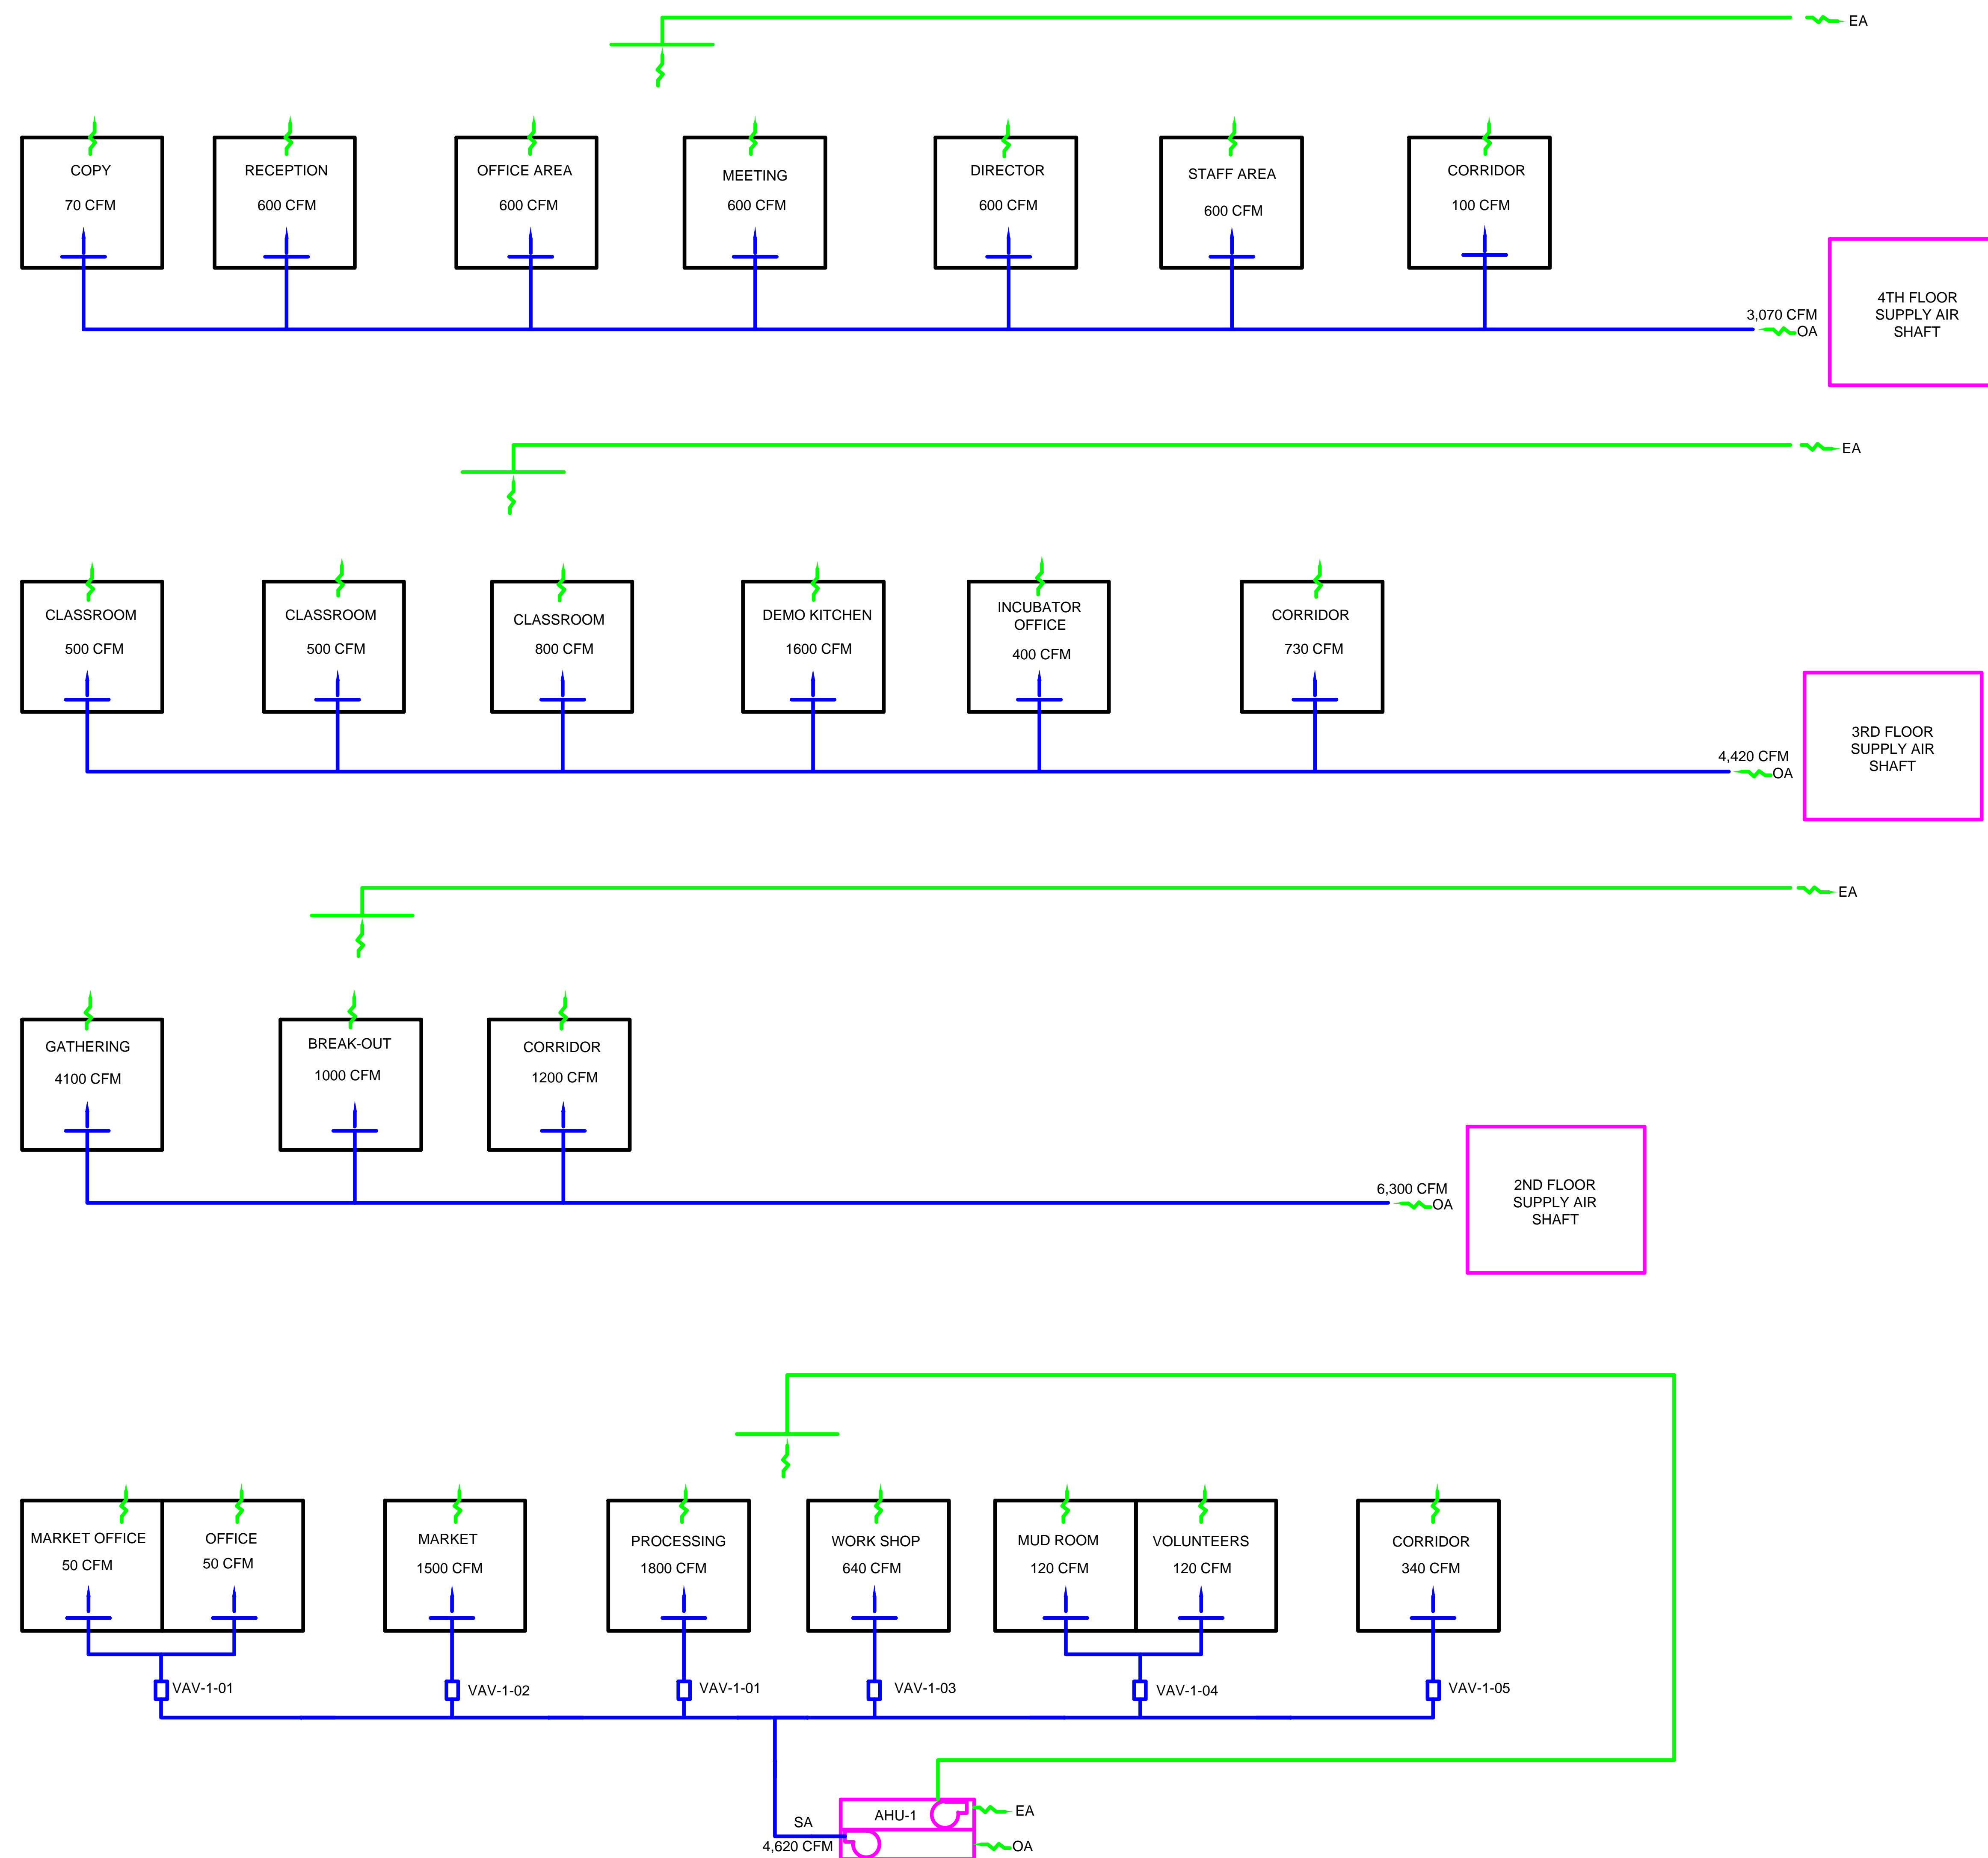 EA
COPY
70 CFM
RECEPTION
600 CFM
OFFICE AREA
600 CFM
MEETING
600 CFM
DIRECTOR
600 CFM
STAFF AREA
600 CFM
CORRIDOR
100 CFM
3,070 CFM
OA
4TH FLOOR
SUPPLY AIR
SHAFT
EA
CLASSROOM
500 CFM
CLASSROOM
500 CFM
CLASSROOM
800 CFM
DEMO KITCHEN
1600 CFM
INCUBATOR
OFFICE
400 CFM
CORRIDOR
730 CFM
4,420 CFM
OA
3RD FLOOR
SUPPLY AIR
SHAFT
EA
GATHERING
4100 CFM
BREAK-OUT
1000 CFM
CORRIDOR
1200 CFM
6,300 CFM
OA
2ND FLOOR
SUPPLY AIR
SHAFT
MARKET OFFICE
50 CFM
OFFICE
50 CFM
MARKET
1500 CFM
PROCESSING
1800 CFM
WORK SHOP
640 CFM
MUD ROOM
120 CFM
VOLUNTEERS
120 CFM
CORRIDOR
340 CFM
VAV-1-01
VAV-1-02
VAV-1-01
VAV-1-03
VAV-1-04
VAV-1-05
SA
4,620 CFM
AHU-1
EA
OA